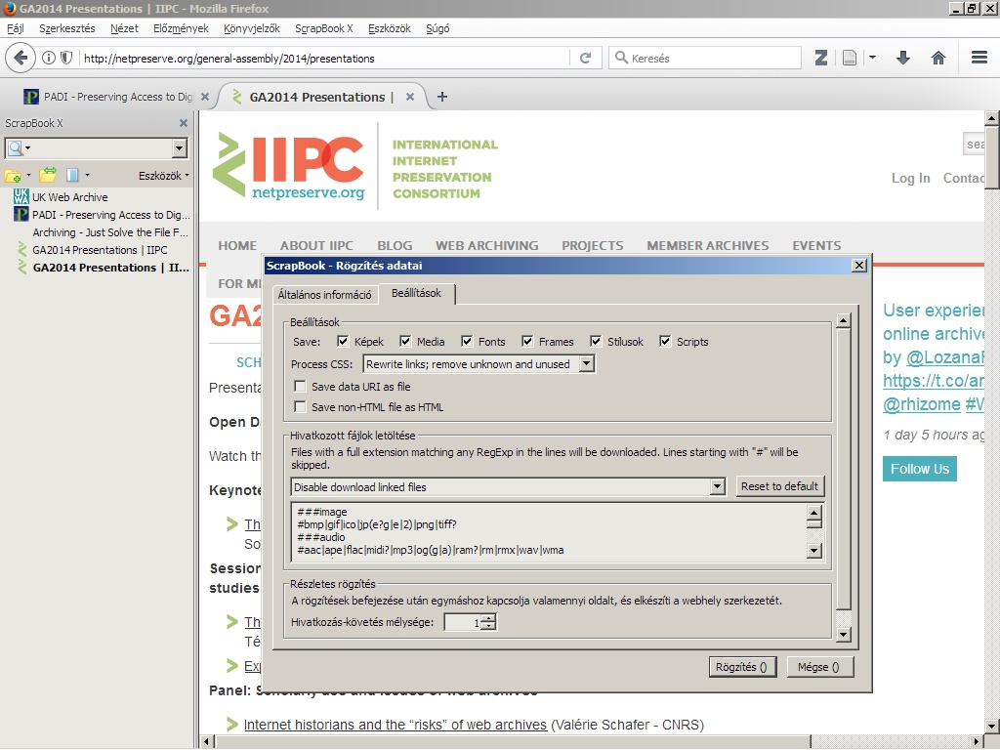 GA2014 Presentations | IIPC - Mozilla Firefox
Fájl Szerkesztés Nézet Előzmények Könyvjelzők ScrapBook X Eszközök Súgó
http://netpreserve.org/general-assembly/2014/presentations
Keresés
PADI - Preserving Access to Dig
GA2014 Presentations |
ScrapBook X
Eszközök
UK Web Archive
PADI - Preserving Access to Dig...
Archiving - Just Solve the File F...
GA2014 Presentations | IIPC
GA2014 Presentations | II...
IIPC
netpreserve.org
INTERNATIONAL
INTERNET
PRESERVATION
CONSORTIUM
sea
Log In Contac
HOME ABOUT IIPC BLOG WEB ARCHIVING PROJECTS MEMBER ARCHIVES EVENTS
FOR ME
GA2
SCH
Presenta
Open Da
Watch th
Keynote
Th
So
Session
studies
Th
Té
Exp
Panel: Scholarly use and issues of web archives
Internet historians and the “risks” of web archives (Valérie Schafer - CNRS)
User experien
online archive
by @LozanaR
https://t.co/an
@rhizome #W
1 day 5 hours ag
Follow Us
ScrapBook - Rögzítés adatai
Általános információ Beállítások
Beállítások
Save: Képek Media Fonts Frames Stílusok Scripts
Process CSS: Rewrite links; remove unknown and unused
Save data URI as file
Save non-HTML file as HTML
Hivatkozott fájlok letöltése
Files with a full extension matching any RegExp in the lines will be downloaded. Lines starting with "#" will be
skipped.
Disable download linked files Reset to default
###image
#bmp|gif|ico|jp(e?g|e|2)|png|tiff?
###audio
#aac|ape|flac|midi?|mp3|og(g|a)|ram?|rm|rmx|wav|wma
Részletes rögzítés
A rögzítések befejezése után egymáshoz kapcsolja valamennyi oldalt, és elkészíti a webhely szerkezetét.
Hivatkozás-követés mélysége: 1
Rögzítés () Mégse ()